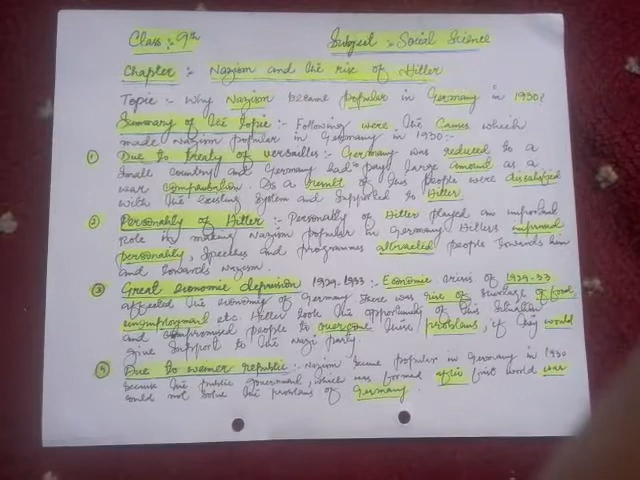 Class :- 9th Subject :- Social Science
Chapter :- Nazism and the rise of Hitler
Topic :- Why Nazism became popular in Germany in 1930?
Summary of the topic :- Following were the Causes which
made Nazism popular in Germany in 1930:-
① Due to treaty of versailles :- Germany was reduced to a
small country and Germany had pay large amount as a
war As a result of this people were dissatisfied
with the existing system and supported to Hitler.
② Personality of Hitler :- Personality of Hitler played an important
Role in making Nazism popular in Germany Hitlers
personality, speeches and programmes attracted people towards him
and towards nazism.
③ Great economic depression 1929-1933 :- Economic crisis of 1929-33
affected the economy of Germany there was rise of shortage of food,
unemployment etc. Hitler took the opportunity of this situation
and people to overcome these problems, if they would
give support to the Nazi party.
④ Due to weimer republic :- Nazism became popular in Germany in 1930
because the public government, which was formed after first world war
could not solve the problems of Germany.